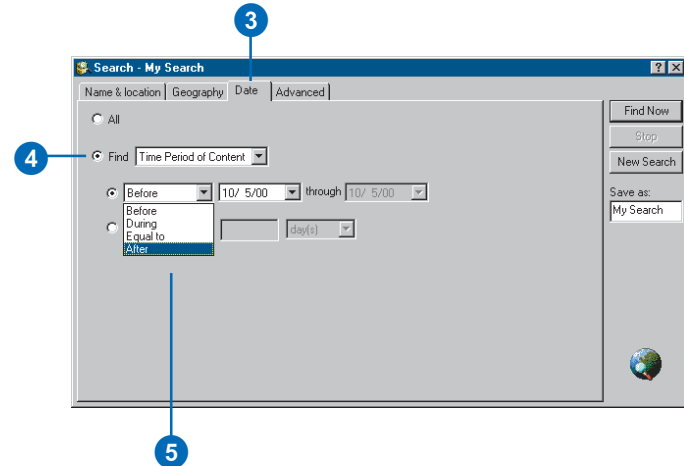 3
Search - My Search
Name & location Geography Date Advanced
All
Find Now
Stop
4
Find Time Period of Content
New Search
Before 10/ 5/00 through 10/ 5/00
Save as:
My Search
Before
During
Equal to
After
day(s)
5